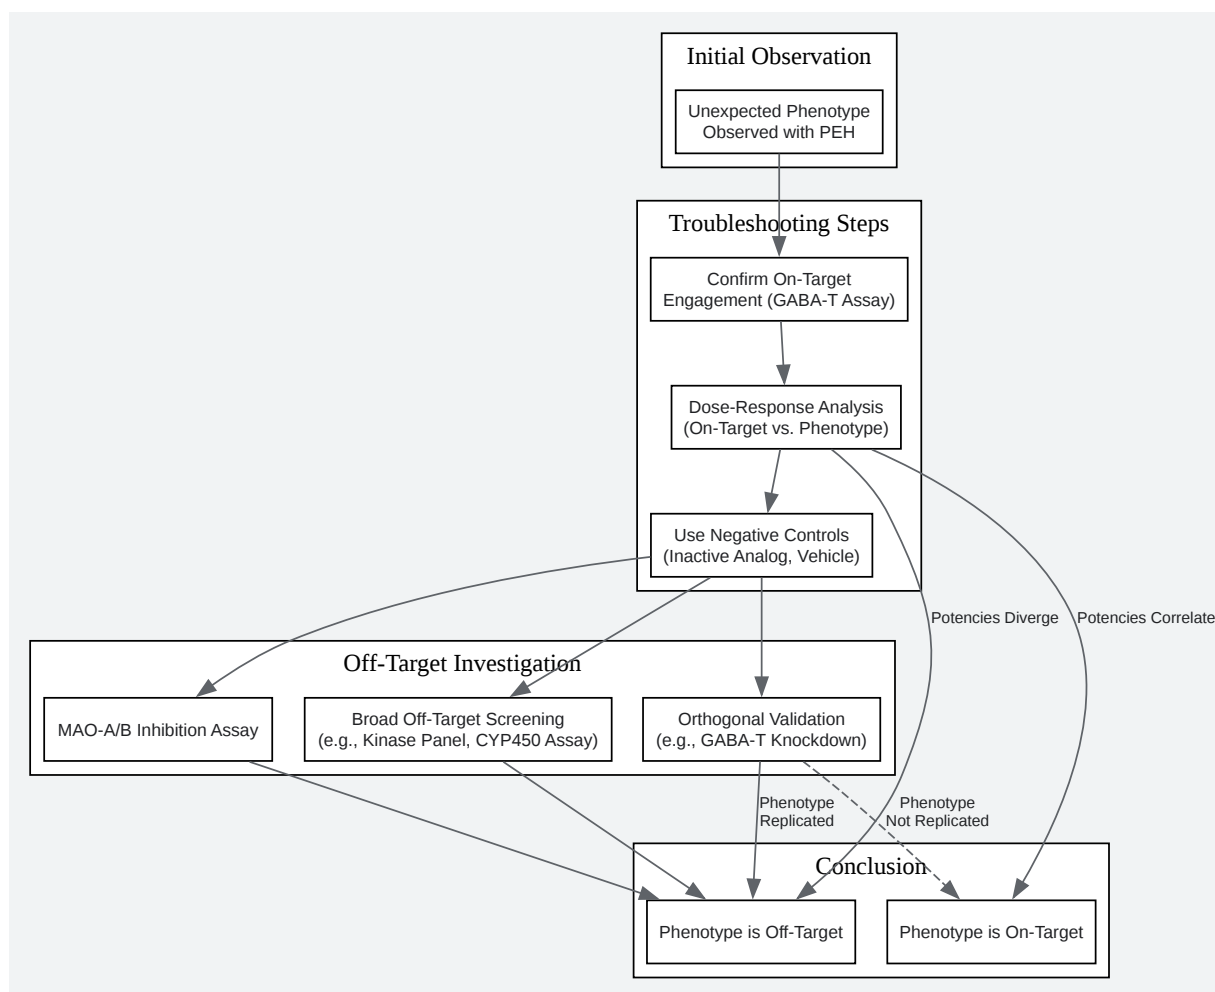 Initial Observation
Unexpected Phenotype
Observed with PEH
Troubleshooting Steps
Confirm On-Target
Engagement (GABA-T Assay)
Dose-Response Analysis
(On-Target vs. Phenotype)
Use Negative Controls
(Inactive Analog, Vehicle)
Potencies Diverge
Potencies Correlate
Off-Target Investigation
MAO-A/B Inhibition Assay
Broad Off-Target Screening
(e.g., Kinase Panel, CYP450 Assay)
Orthogonal Validation
(e.g., GABA-T Knockdown)
Phenotype
Replicated
Phenotype
Not Replicated
Conclusion
Phenotype is Off-Target
Phenotype is On-Target